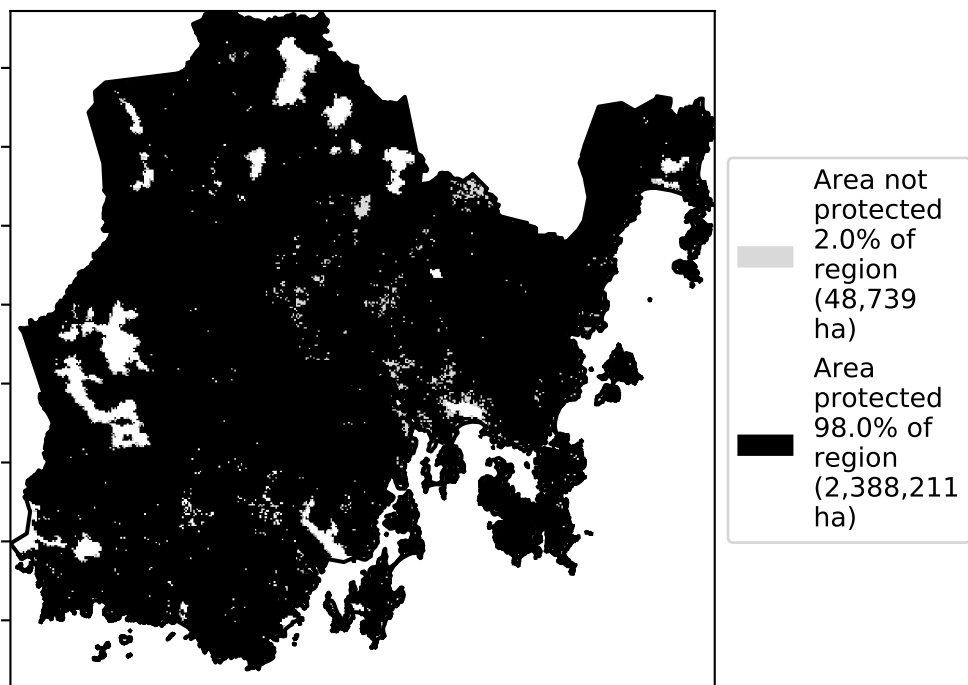 Area not
protected
2.0% of
region
(48,739
ha)
Area
protected
98.0% of
region
(2,388,211
ha)